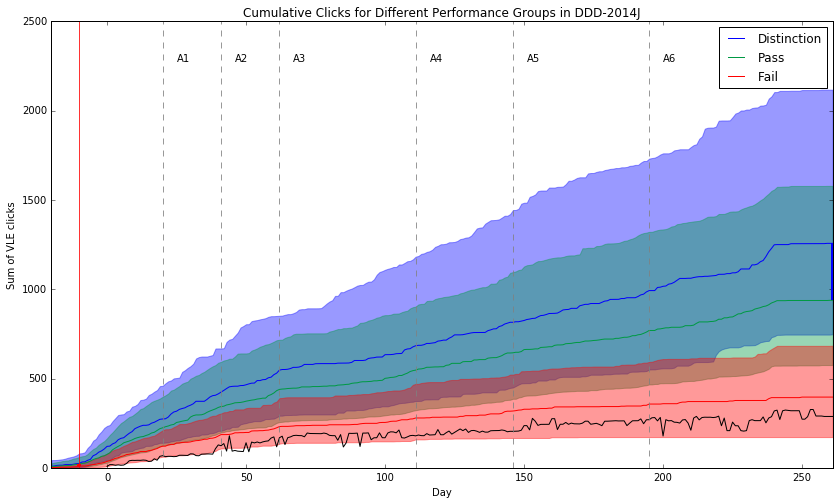 Cumulative Clicks for Different Performance Groups in DDD-2014J
2500
2000
1500
1000
500
0
Sum of VLE clicks
A1 A2 A3 A4 A5 A6
Distinction
Pass
Fail
0 50 100 150 200 250
Day